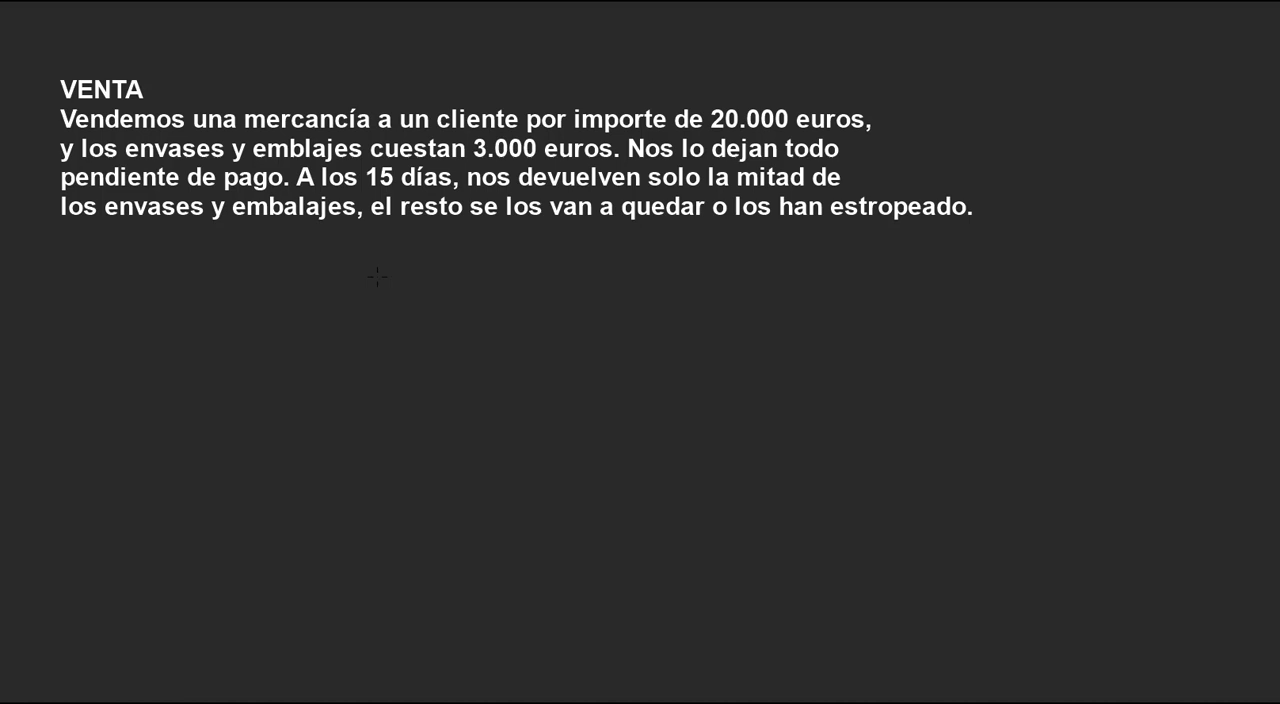 VENTA
Vendemos una mercancía a un cliente por importe de 20.000 euros,
y los envases y emblajes cuestan 3.000 euros. Nos lo dejan todo
pendiente de pago. A los 15 días, nos devuelven solo la mitad de
los envases y embalajes, el resto se los van a quedar o los han estropeado.